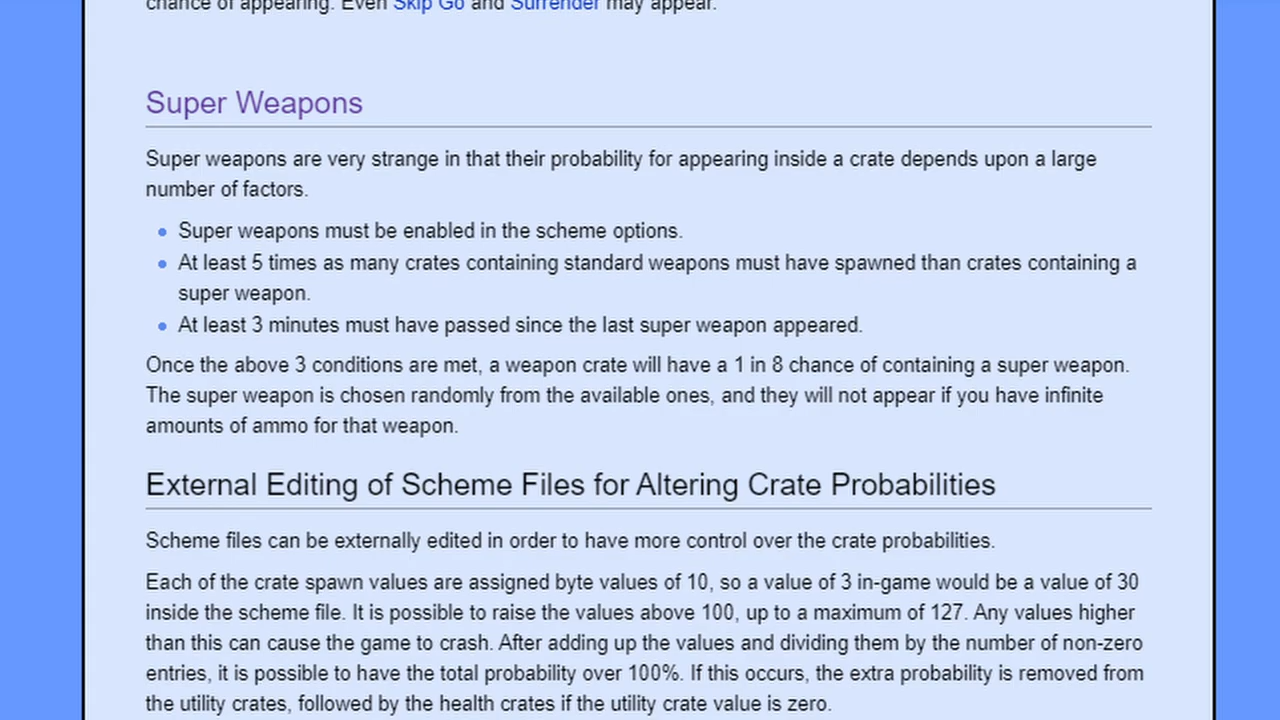 chance of appearing. Even Skip Go and Surrender may appear.
Super Weapons
Super weapons are very strange in that their probability for appearing inside a crate depends upon a large
number of factors.
Super weapons must be enabled in the scheme options.
At least 5 times as many crates containing standard weapons must have spawned than crates containing a
super weapon.
At least 3 minutes must have passed since the last super weapon appeared.
Once the above 3 conditions are met, a weapon crate will have a 1 in 8 chance of containing a super weapon.
The super weapon is chosen randomly from the available ones, and they will not appear if you have infinite
amounts of ammo for that weapon.
External Editing of Scheme Files for Altering Crate Probabilities
Scheme files can be externally edited in order to have more control over the crate probabilities.
Each of the crate spawn values are assigned byte values of 10, so a value of 3 in-game would be a value of 30
inside the scheme file. It is possible to raise the values above 100, up to a maximum of 127. Any values higher
than this can cause the game to crash. After adding up the values and dividing them by the number of non-zero
entries, it is possible to have the total probability over 100%. If this occurs, the extra probability is removed from
the utility crates, followed by the health crates if the utility crate value is zero.